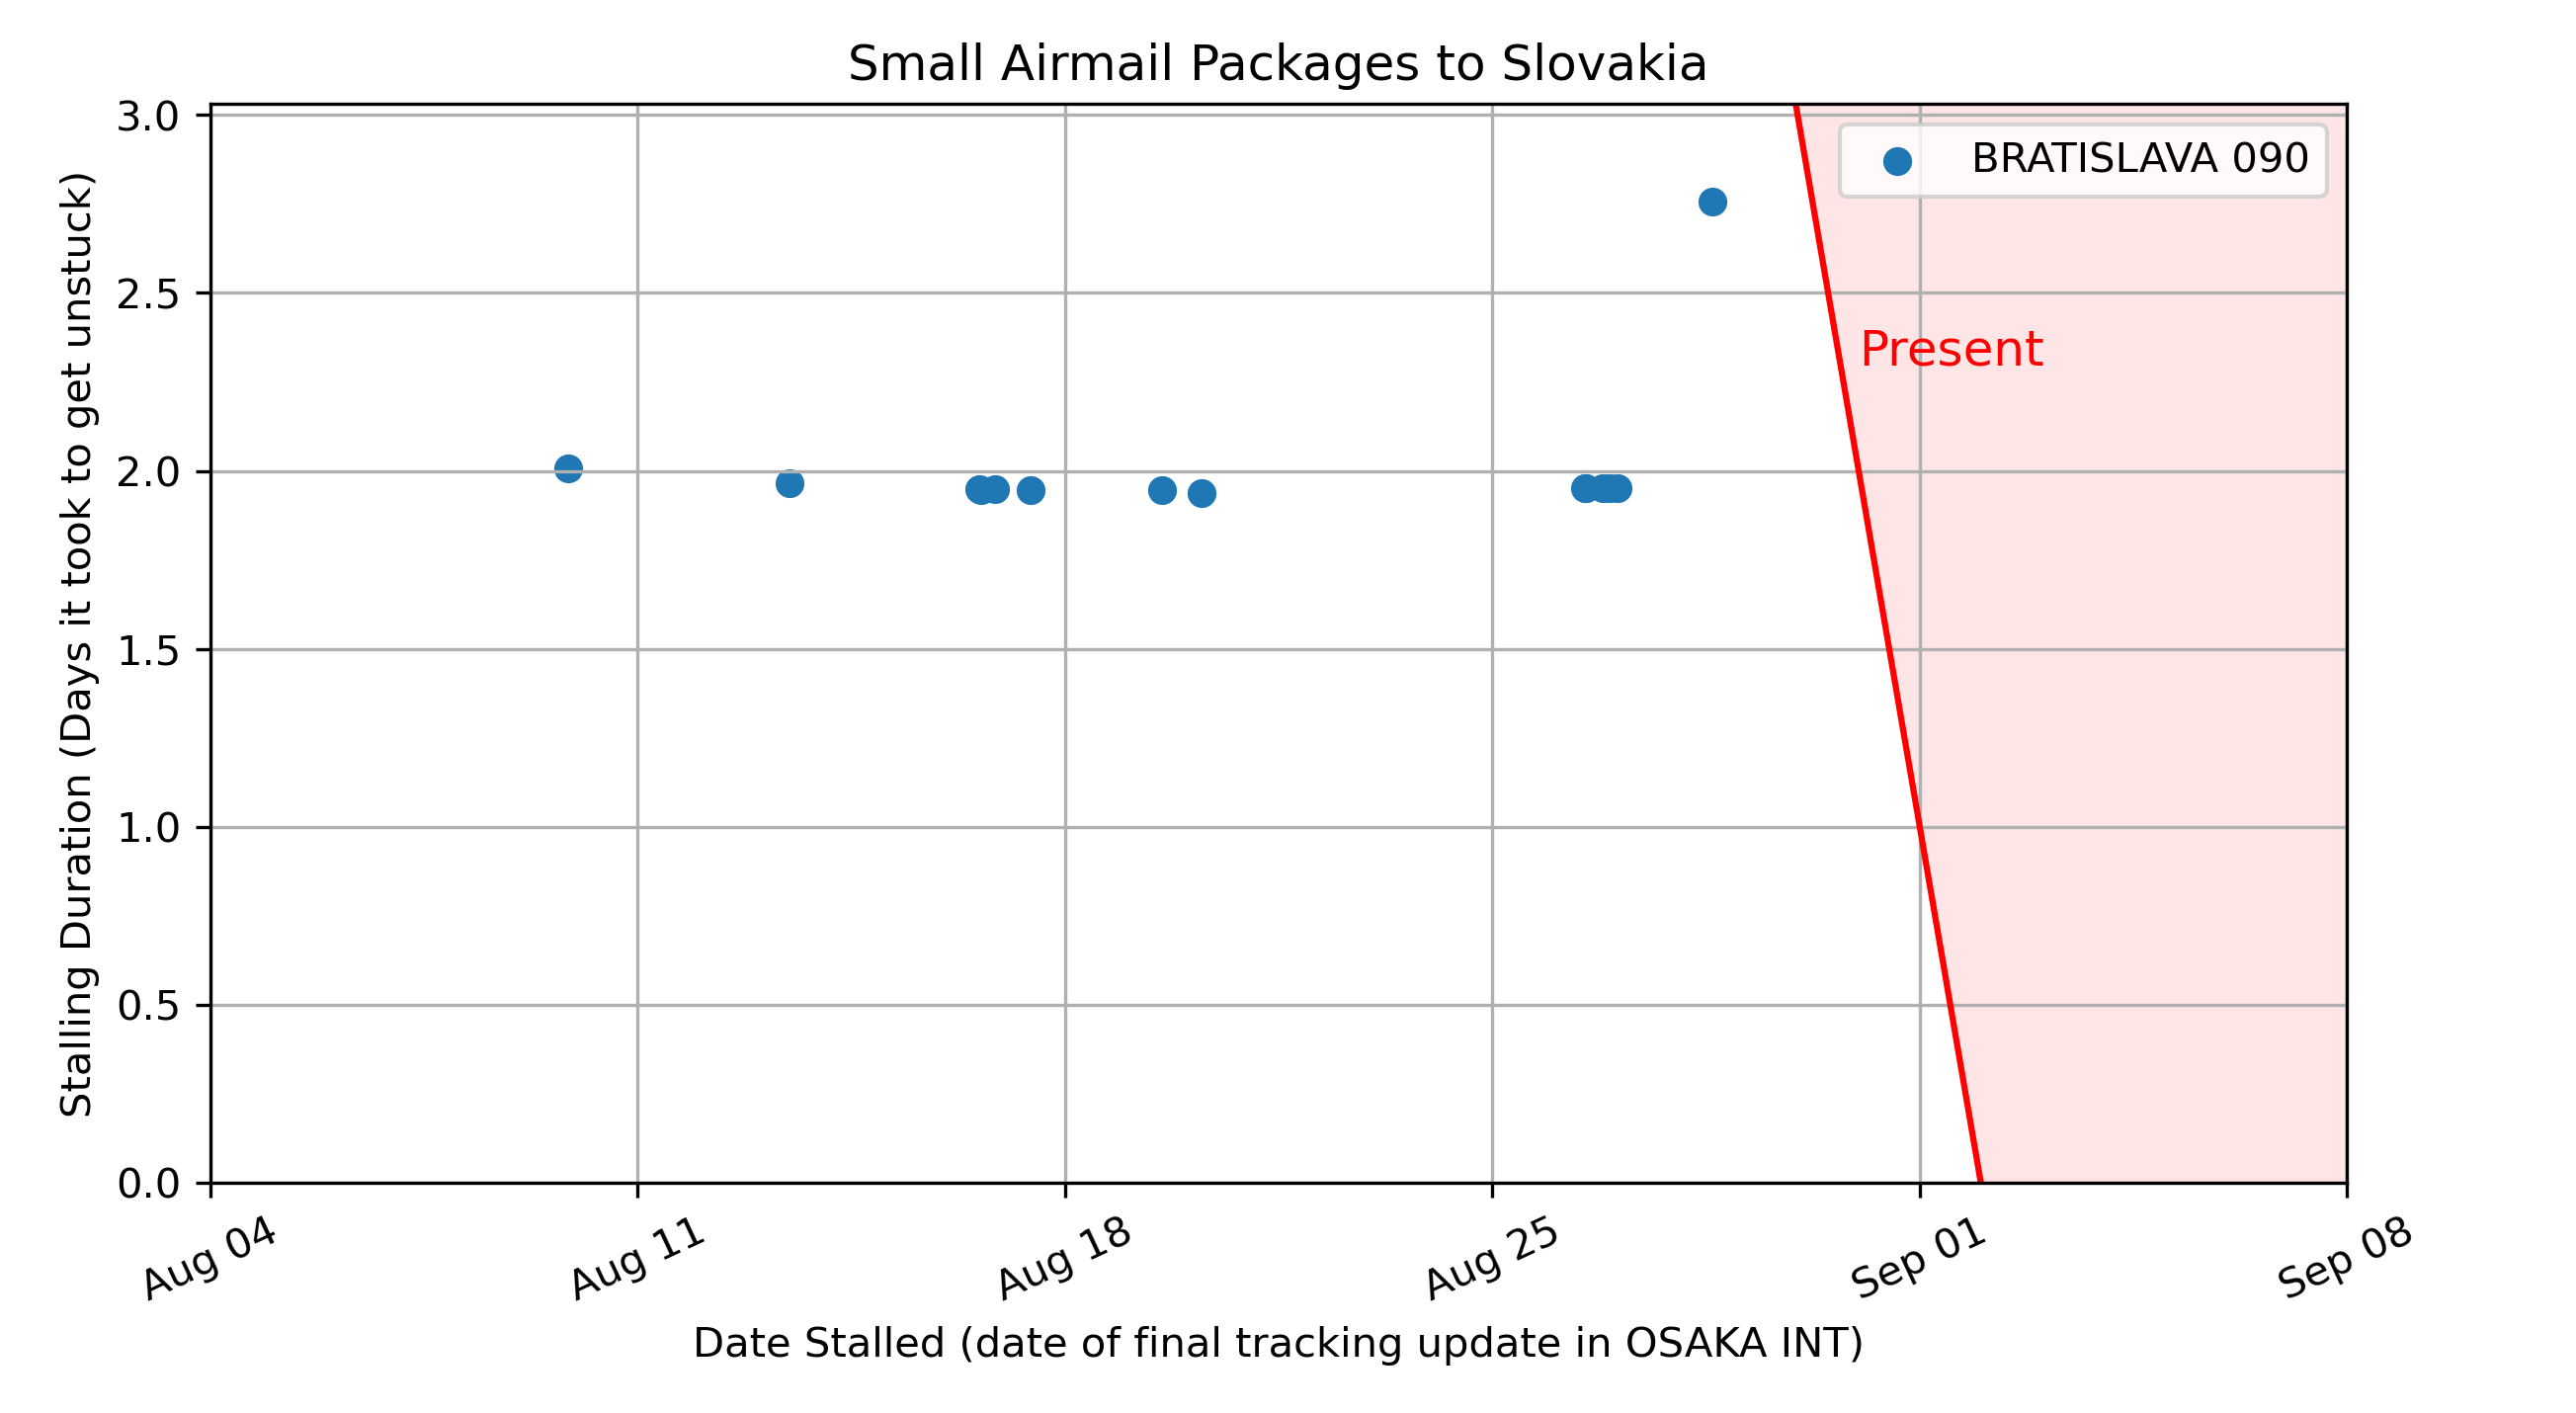 Small Airmail Packages to Slovakia
Stalling Duration (Days it took to get unstuck)
3.0
2.5
2.0
1.5
1.0
0.5
0.0
BRATISLAVA 090
Present
Aug 04
Aug 11
Aug 18
Aug 25
Sep 01
Sep 08
Date Stalled (date of final tracking update in OSAKA INT)